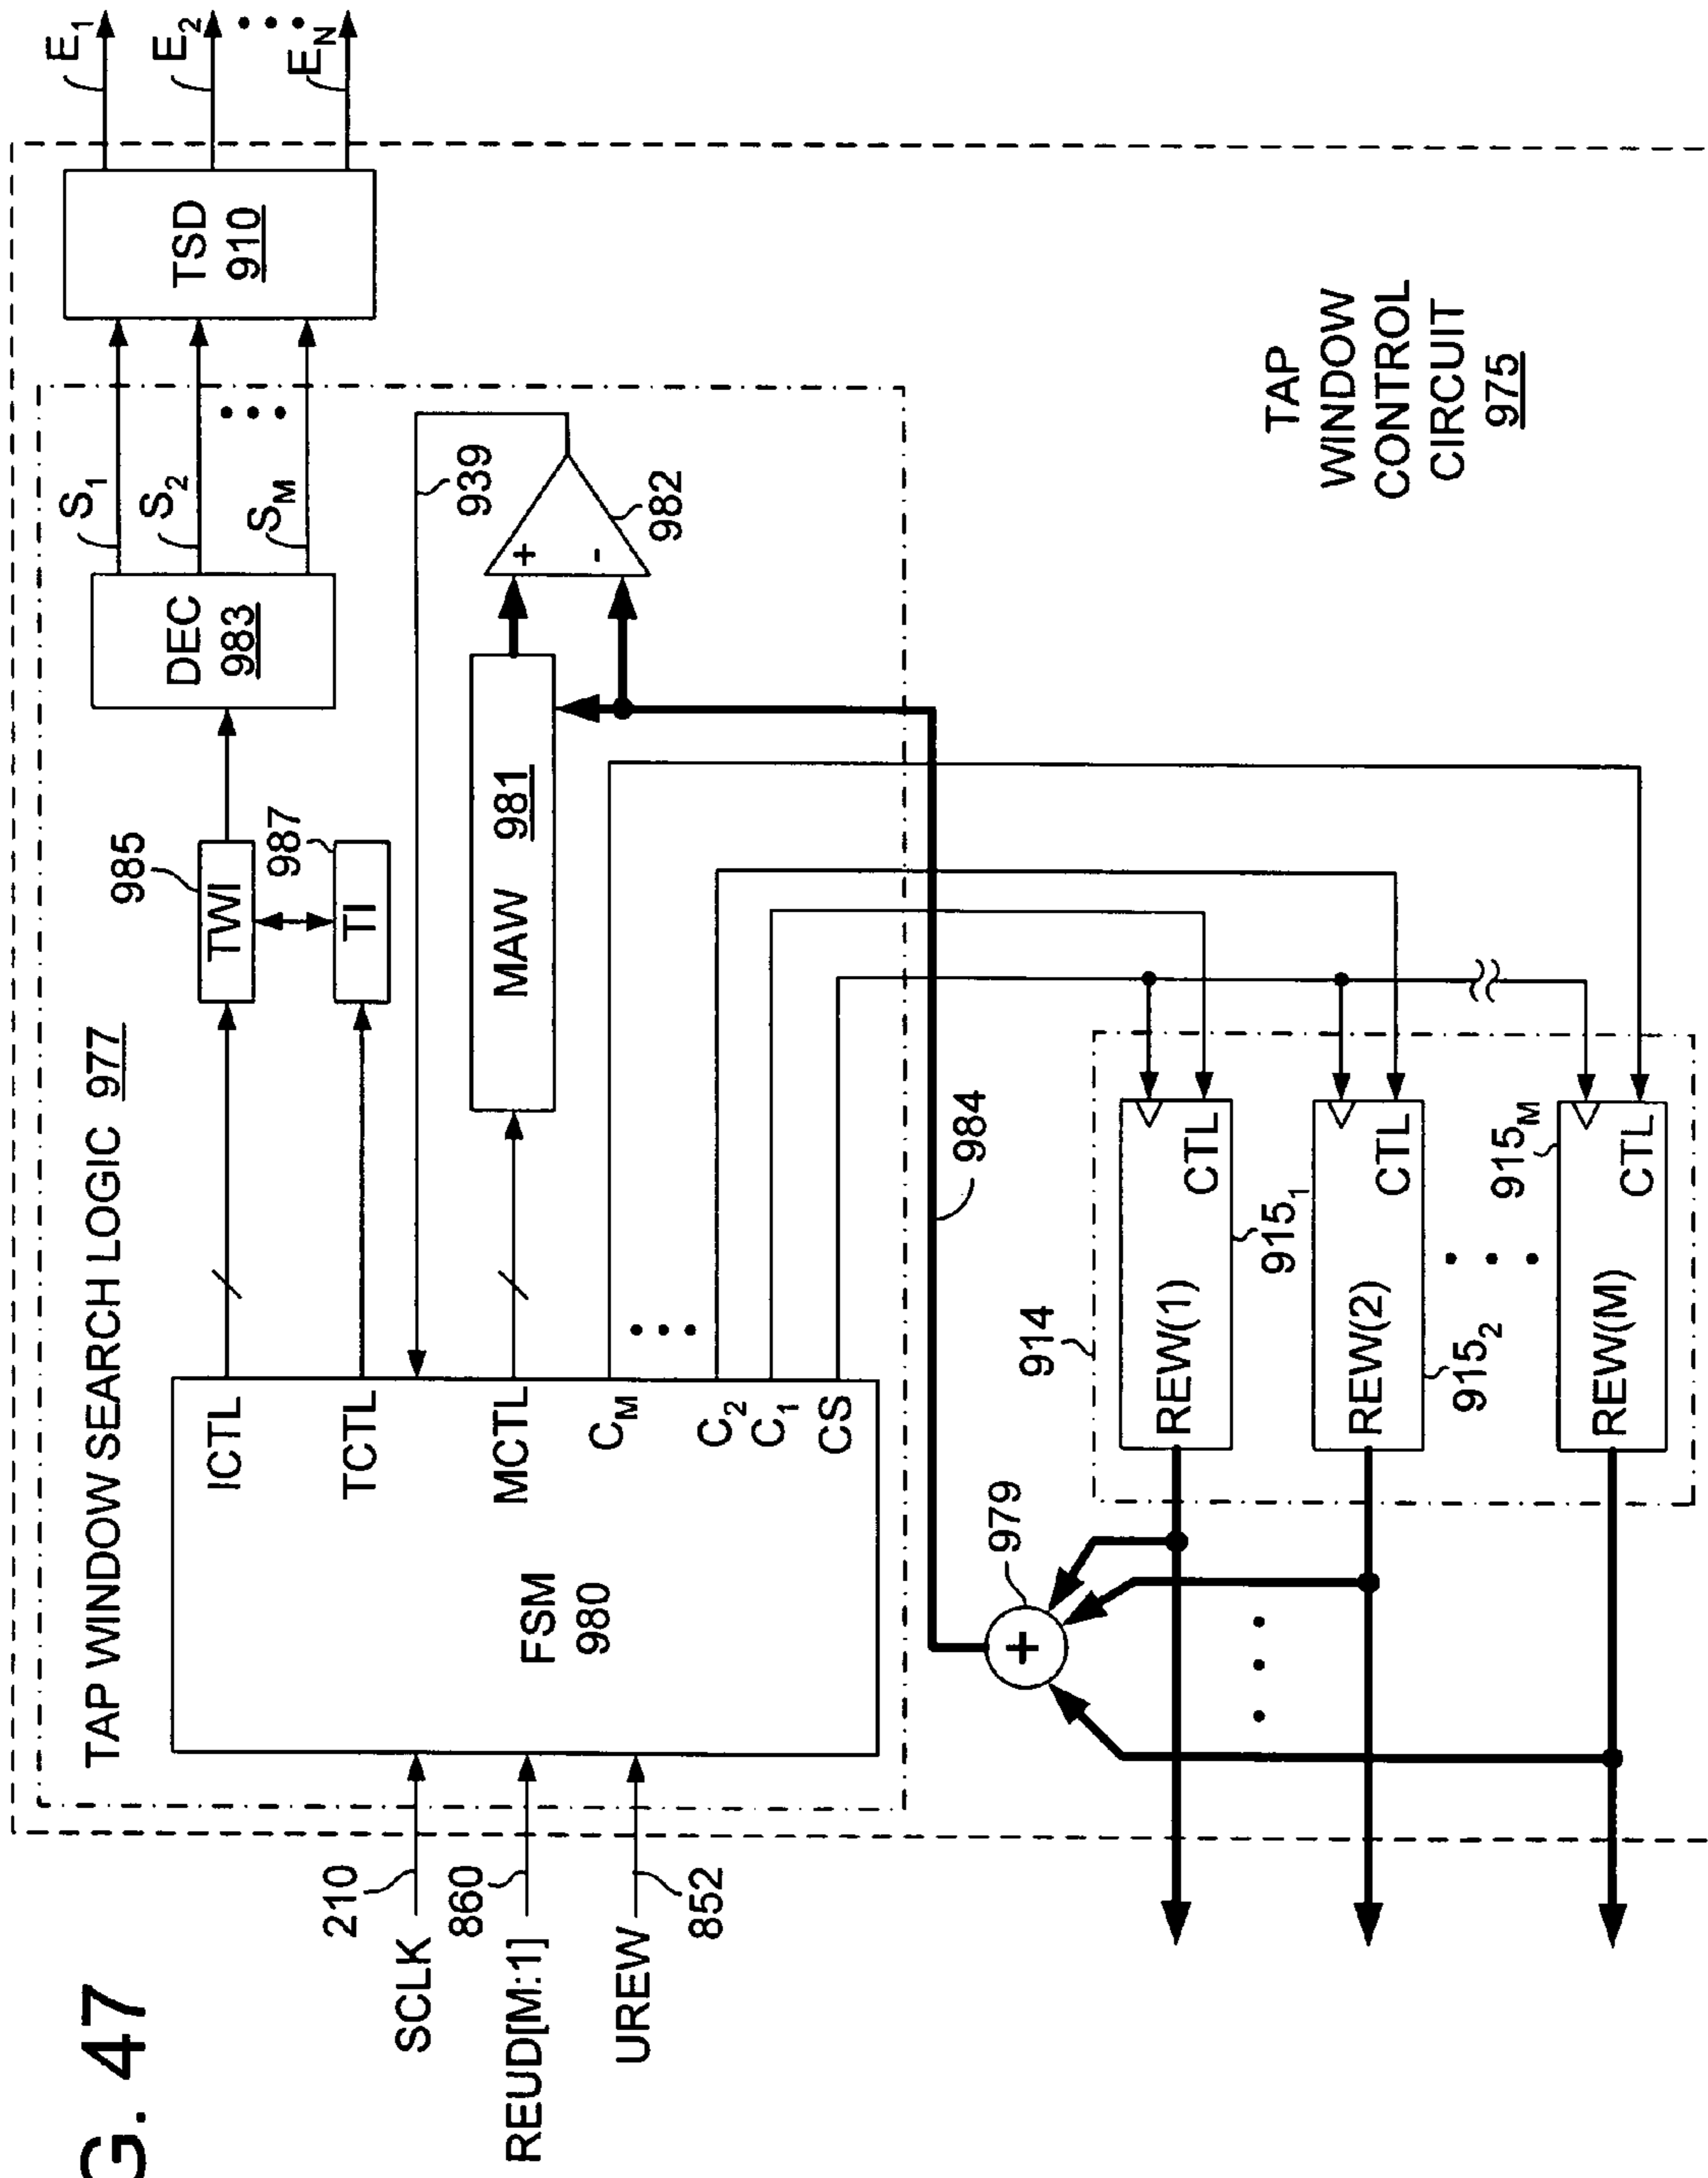 G. 47
TAP WINDOW SEARCH LOGIC 977
SCLK
210
REUD[M:1]
860
UREW
852
FSM
980
ICTL
TCTL
MCTL
CM
C2
C1
CS
TWI
985
TI
987
MAW 981
+
-
982
939
DEC
983
S1
S2
SM
TSD
910
E1
E2
EN
984
979
+
914
REW(1)
CTL
9151
REW(2)
CTL
9152
REW(M)
CTL
915M
TAP
WINDOW
CONTROL
CIRCUIT
975